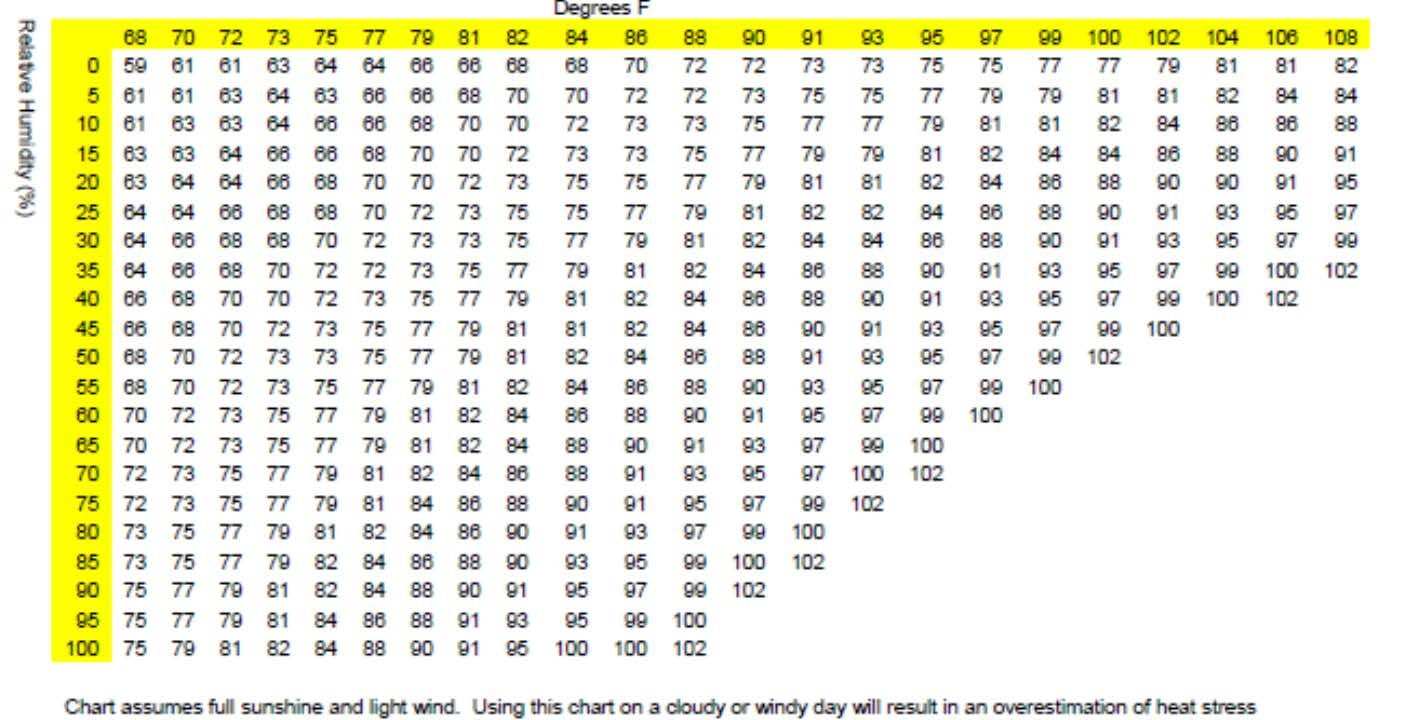 Degrees F
Relative Humidity (%)
68 70 72 73 75 77 79 81 82 84 86 88 90 91 93 95 97 99 100 102 104 106 108
0 59 61 61 63 64 64 66 66 68 68 70 72 72 73 73 75 75 77 77 79 81 81 82
5 61 61 63 64 63 66 66 68 70 70 72 72 73 75 75 77 79 79 81 81 82 84 84
10 61 63 63 64 66 66 68 70 70 72 73 73 75 77 77 79 81 81 82 84 86 86 88
15 63 63 64 66 66 68 70 70 72 73 73 75 77 79 79 81 82 84 84 86 88 90 91
20 63 64 64 66 68 70 70 72 73 75 75 77 79 81 81 82 84 86 88 90 90 91 95
25 64 64 66 68 68 70 72 73 75 75 77 79 81 82 82 84 86 88 90 91 93 95 97
30 64 66 68 68 70 72 73 73 75 77 79 81 82 84 84 86 88 90 91 93 95 97 99
35 64 66 68 70 72 72 73 75 77 79 81 82 84 86 88 90 91 93 95 97 99 100 102
40 66 68 70 70 72 73 75 77 79 81 82 84 86 88 90 91 93 95 97 99 100 102
45 66 68 70 72 73 75 77 79 81 81 82 84 86 90 91 93 95 97 99 100
50 68 70 72 73 73 75 77 79 81 82 84 86 88 91 93 95 97 99 102
55 68 70 72 73 75 77 79 81 82 84 86 88 90 93 95 97 99 100
60 70 72 73 75 77 79 81 82 84 86 88 90 91 95 97 99 100
65 70 72 73 75 77 79 81 82 84 88 90 91 93 97 99 100
70 72 73 75 77 79 81 82 84 86 88 91 93 95 97 100 102
75 72 73 75 77 79 81 84 86 88 90 91 95 97 99 102
80 73 75 77 79 81 82 84 86 90 91 93 97 99 100
85 73 75 77 79 82 84 86 88 90 93 95 99 100 102
90 75 77 79 81 82 84 88 90 91 95 97 99 102
95 75 77 79 81 84 86 88 91 93 95 99 100
100 75 79 81 82 84 88 90 91 95 100 100 102
Chart assumes full sunshine and light wind. Using this chart on a cloudy or windy day will result in an overestimation of heat stress